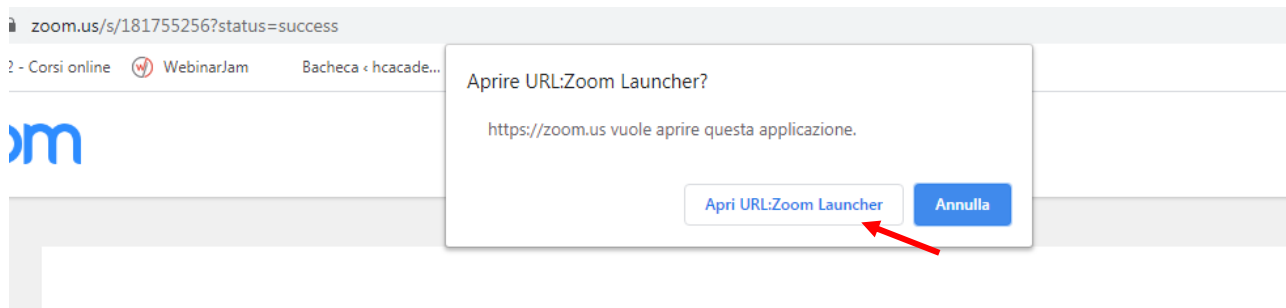 zoom.us/s/181755256?status=success
2 - Corsi online WebinarJam Bacheca ‹ hcacade...
Aprire URL:Zoom Launcher?
https://zoom.us vuole aprire questa applicazione.
om
Apri URL:Zoom Launcher Annulla